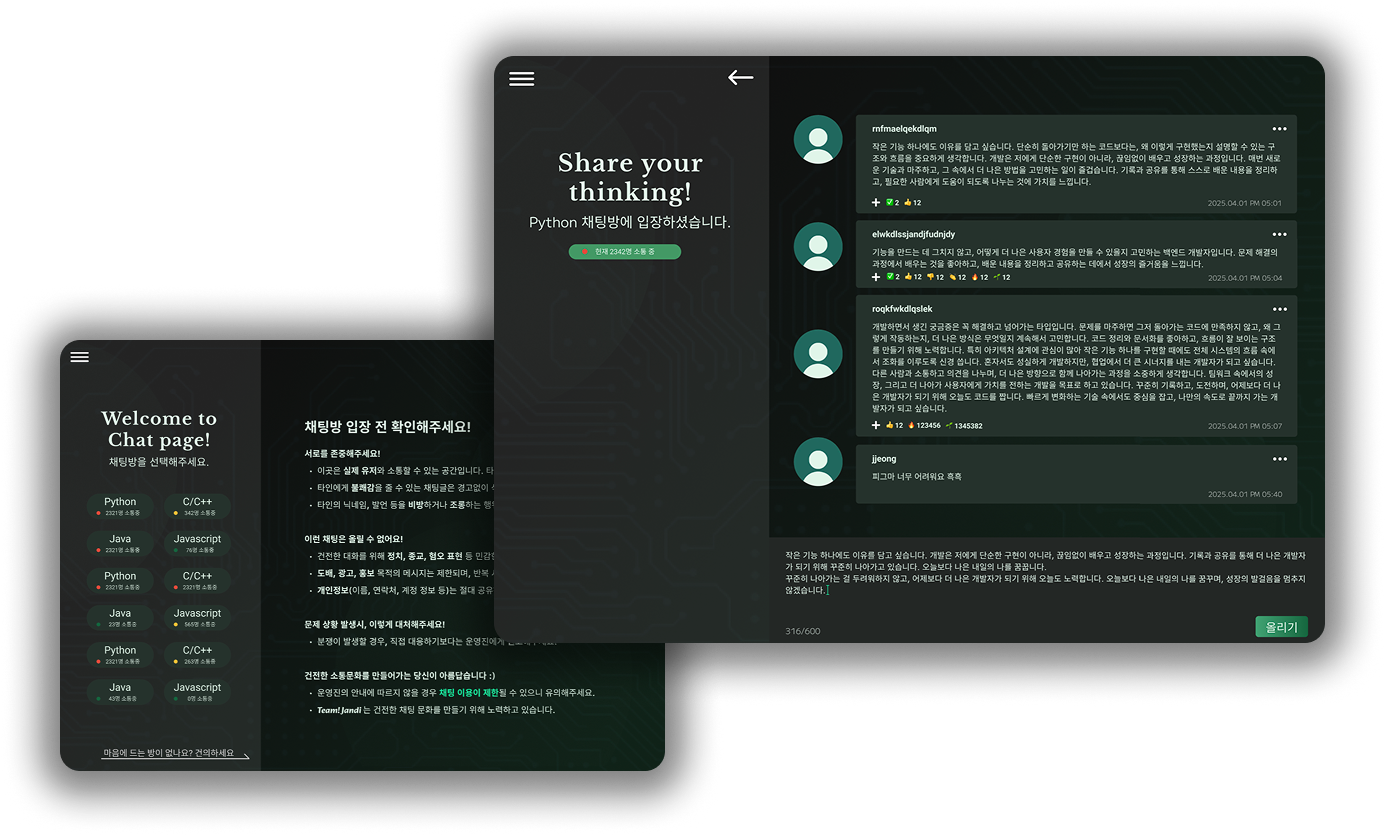 Share your
thinking!
Python 채팅방에 입장하셨습니다.
현재 2342명 소통 중
rnfmaelqekdlqm
작은 기능 하나에도 이유를 담고 싶습니다. 단순히 돌아가기만 하는 코드보다는, 왜 이렇게 구현했는지 설명할 수 있는 구
조와 흐름을 중요하게 생각합니다. 개발은 저에게 단순한 구현이 아니라, 끊임없이 배우고 성장하는 과정입니다. 매번 새로
운 기술과 마주하고, 그 속에서 더 나은 방법을 고민하는 일이 즐겁습니다. 기록과 공유를 통해 스스로 배운 내용을 정리하
고, 필요한 사람에게 도움이 되도록 나누는 것에 가치를 느낍니다.
+ ✅2 👍12
2025.04.01 PM 05:01
elwkdlssjandjfudnjdy
기능을 만드는 데 그치지 않고, 어떻게 더 나은 사용자 경험을 만들 수 있을지 고민하는 백엔드 개발자입니다. 문제 해결의
과정에서 배우는 것을 좋아하고, 배운 내용을 정리하고 공유하는 데에서 성장의 즐거움을 느낍니다.
+ ✅2 👍12 👎12 👏12 🔥12 🌱12
2025.04.01 PM 05:04
roqkfwkdlqslek
개발하면서 생긴 궁금증은 꼭 해결하고 넘어가는 타입입니다. 문제를 마주하면 그저 돌아가는 코드에 만족하지 않고, 왜 그
렇게 작동하는지, 더 나은 방식은 무엇일지 계속해서 고민합니다. 코드 정리와 문서화를 좋아하고, 흐름이 잘 보이는 구조
를 만들기 위해 노력합니다. 특히 아키텍처 설계에 관심이 많아 작은 기능 하나를 구현할 때에도 전체 시스템의 흐름 속에
서 조화를 이루도록 신경 씁니다. 혼자서도 성실하게 개발하지만, 협업에서 더 큰 시너지를 내는 개발자가 되고 싶습니다.
다른 사람과 소통하고 의견을 나누며, 더 나은 방향으로 함께 나아가는 과정을 소중하게 생각합니다. 팀워크 속에서의 성
장, 그리고 더 나아가 사용자에게 가치를 전하는 개발을 목표로 하고 있습니다. 꾸준히 기록하고, 도전하며, 어제보다 더 나
은 개발자가 되기 위해 오늘도 코드를 짭니다. 빠르게 변화하는 기술 속에서도 중심을 잡고, 나만의 속도로 끝까지 가는 개
발자가 되고 싶습니다.
+ 👍12 🔥123456 🌱1345382
2025.04.01 PM 05:07
jjeong
피그마 너무 어려워요 흑흑
2025.04.01 PM 05:40
작은 기능 하나에도 이유를 담고 싶습니다. 개발은 저에게 단순한 구현이 아니라, 끊임없이 배우고 성장하는 과정입니다. 기록과 공유를 통해 더 나은 개발자
가 되기 위해 꾸준히 나아가고 있습니다. 오늘보다 나은 내일의 나를 꿈꿉니다.
꾸준히 나아가는 걸 두려워하지 않고, 어제보다 더 나은 개발자가 되기 위해 오늘도 노력합니다. 오늘보다 나은 내일의 나를 꿈꾸며, 성장의 발걸음을 멈추지
않겠습니다.
316/600
올리기
Welcome to
Chat page!
채팅방을 선택해주세요.
Python C/C++
2321명 소통중 342명 소통중
Java Javascript
2321명 소통중 76명 소통중
Python C/C++
2321명 소통중 2321명 소통중
Java Javascript
23명 소통중 565명 소통중
Python C/C++
2321명 소통중 263명 소통중
Java Javascript
43명 소통중 0명 소통중
마음에 드는 방이 없나요? 건의하세요
채팅방 입장 전 확인해주세요!
서로를 존중해주세요!
• 이곳은 실제 유저와 소통할 수 있는 공간입니다.
• 타인에게 불쾌감을 줄 수 있는 채팅글은 경고없이
• 타인의 닉네임, 발언 등을 비방하거나 조롱하는
이런 채팅은 올릴 수 없어요!
• 건전한 대화를 위해 정치, 종교, 혐오 표현 등
• 도배, 광고, 홍보 목적의 메시지는 제한되며, 반복
• 개인정보(이름, 연락처, 계정 정보 등)는 절대 공유
문제 상황 발생시, 이렇게 대처해주세요!
• 분쟁이 발생할 경우, 직접 대응하기보다는 운영진에게
건전한 소통문화를 만들어가는 당신이 아름답습니다 :)
• 운영진의 안내에 따르지 않을 경우 채팅 이용이 제한될 수 있으니 유의해주세요.
• Team!Jandi 는 건전한 채팅 문화를 만들기 위해 노력하고 있습니다.